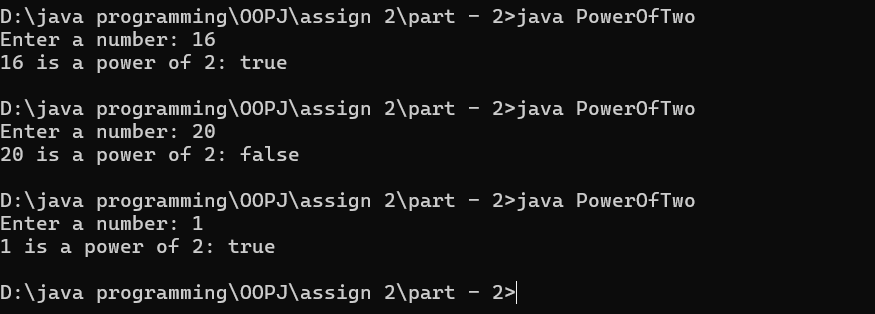 D:\java programming\OOPJ\assign 2\part - 2>java PowerOfTwo
Enter a number: 16
16 is a power of 2: true
D:\java programming\OOPJ\assign 2\part - 2>java PowerOfTwo
Enter a number: 20
20 is a power of 2: false
D:\java programming\OOPJ\assign 2\part - 2>java PowerOfTwo
Enter a number: 1
1 is a power of 2: true
D:\java programming\OOPJ\assign 2\part - 2>